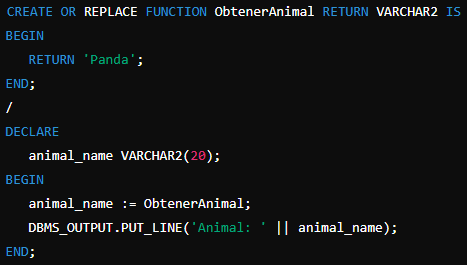 CREATE OR REPLACE FUNCTION ObtenerAnimal RETURN VARCHAR2 IS
BEGIN
   RETURN 'Panda';
END;
/
DECLARE
   animal_name VARCHAR2(20);
BEGIN
   animal_name := ObtenerAnimal;
   DBMS_OUTPUT.PUT_LINE('Animal: ' || animal_name);
END;